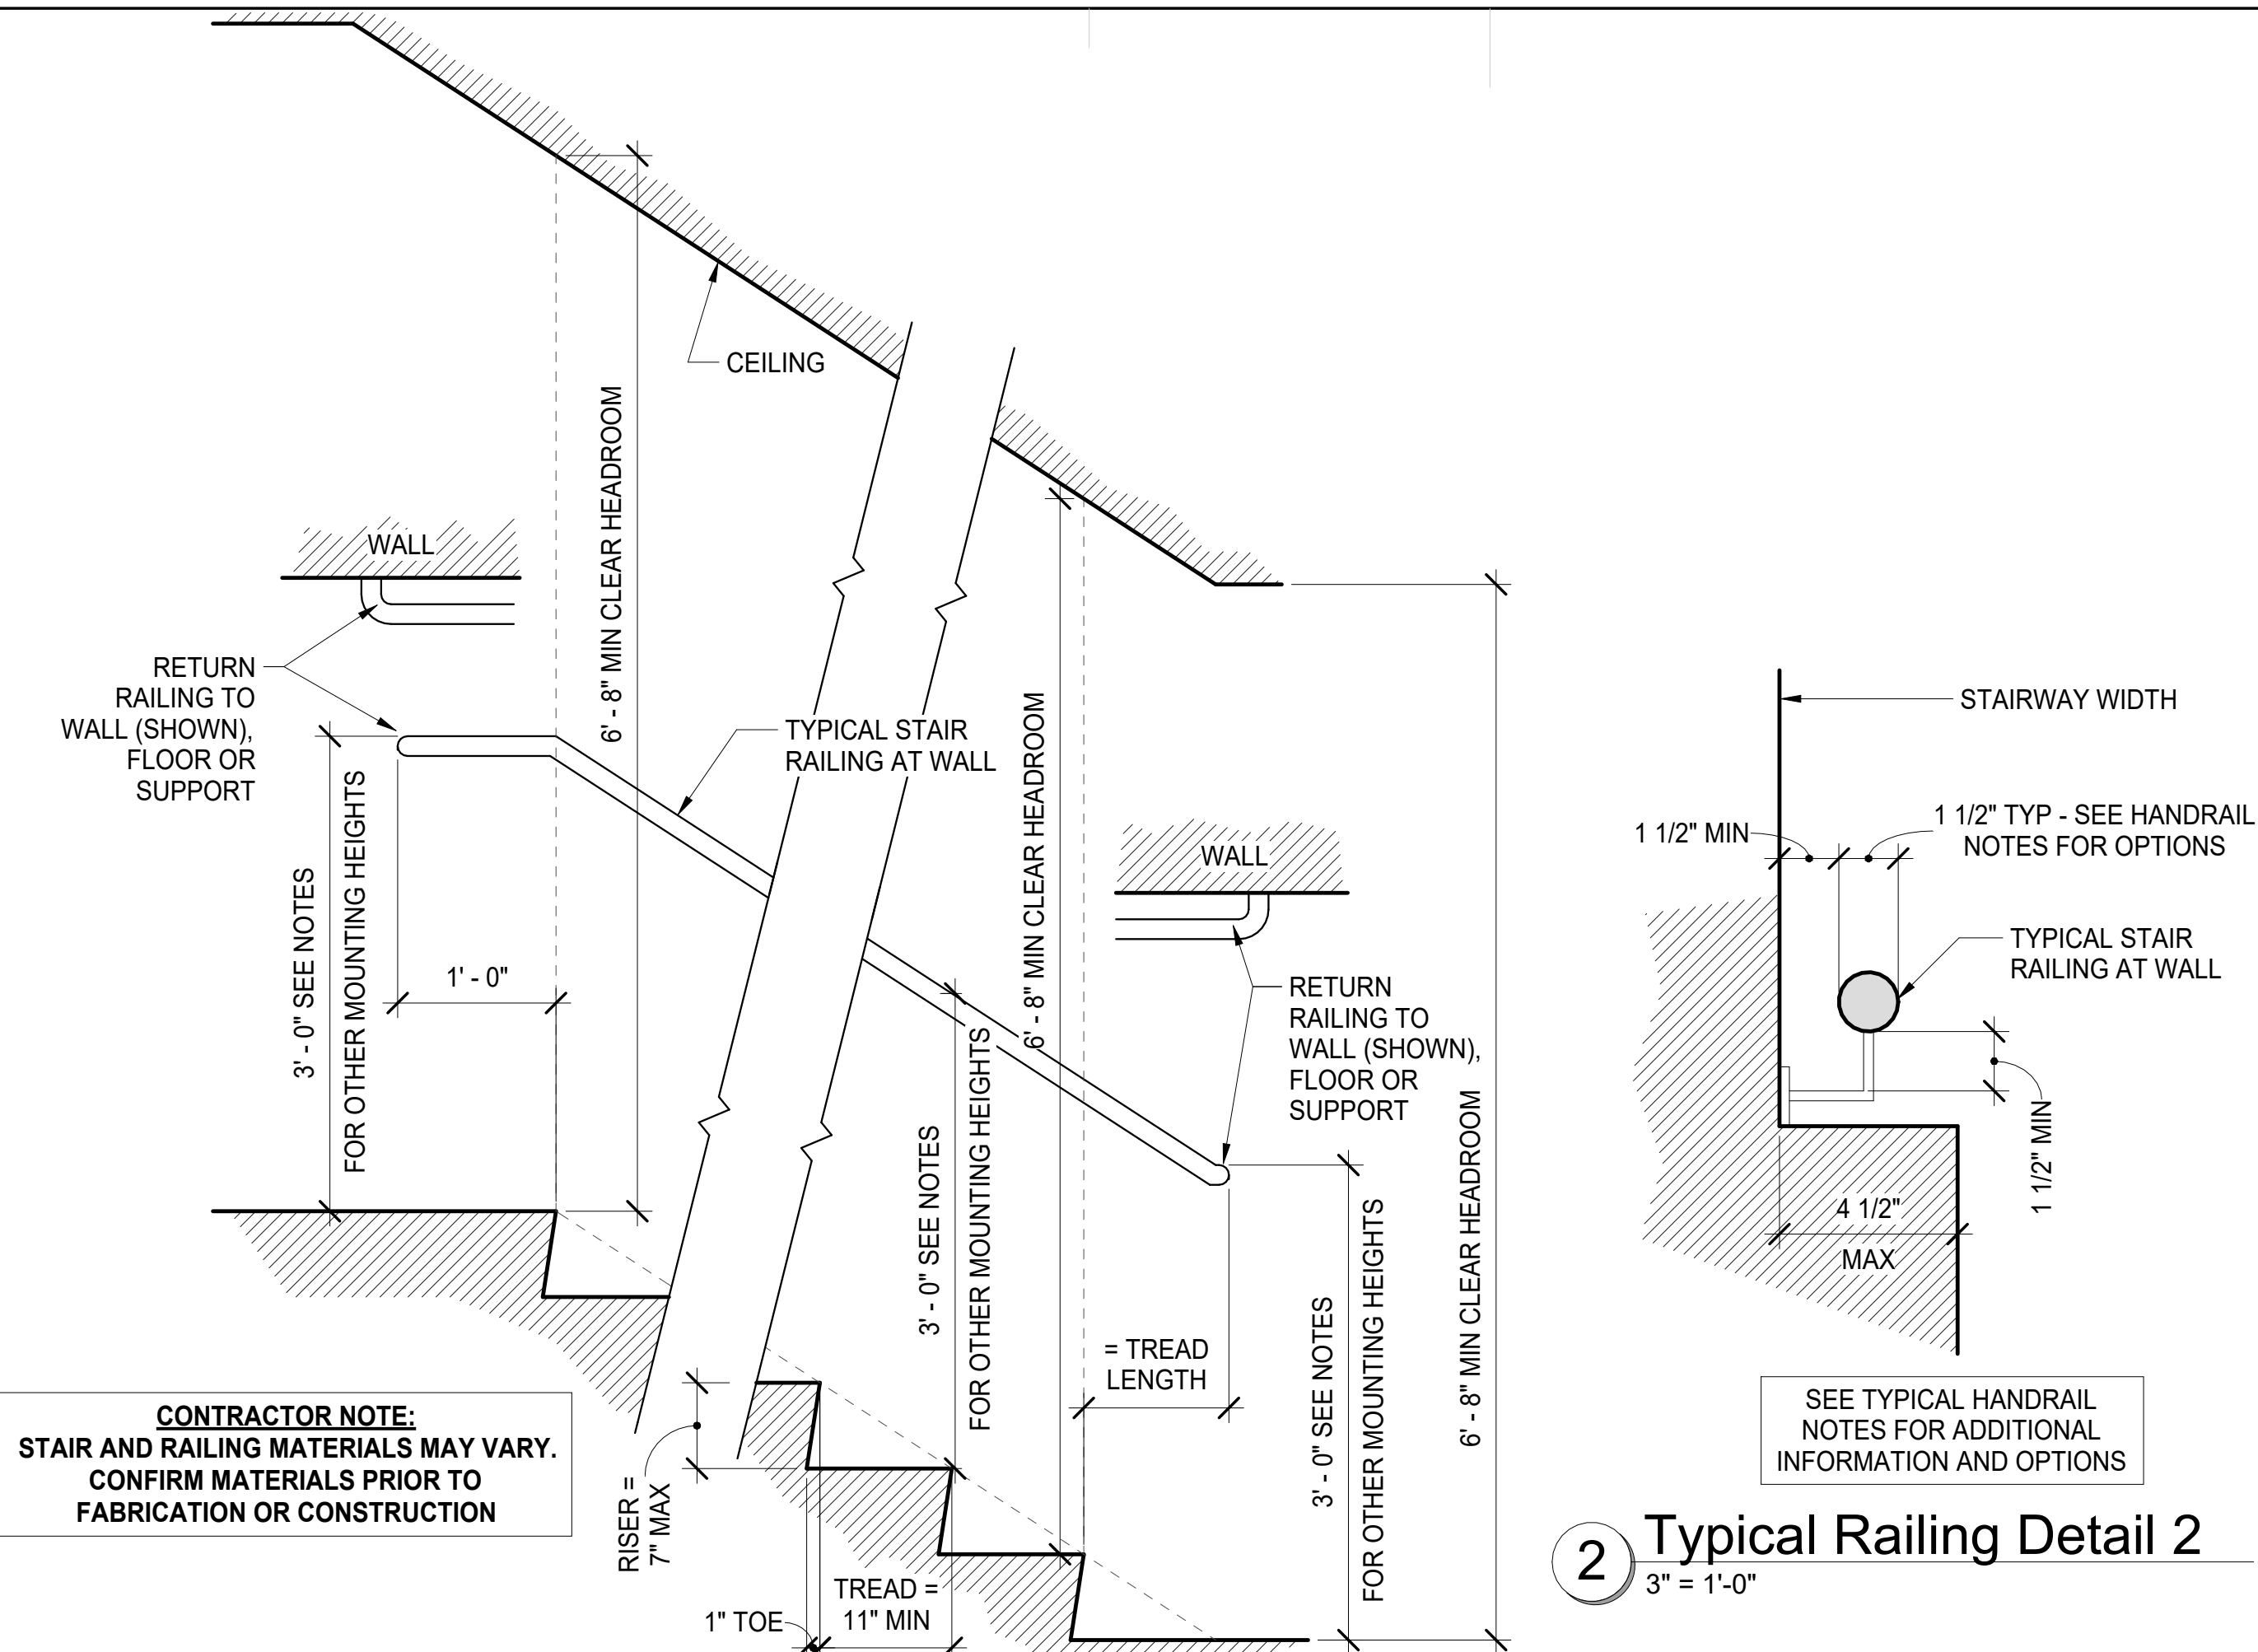 CEILING
6' - 8" MIN CLEAR HEADROOM
WALL
RETURN
RAILING TO
WALL (SHOWN),
FLOOR OR
SUPPORT
3' - 0" SEE NOTES
FOR OTHER MOUNTING HEIGHTS
1' - 0"
TYPICAL STAIR
RAILING AT WALL
6' - 8" MIN CLEAR HEADROOM
WALL
RETURN
RAILING TO
WALL (SHOWN),
FLOOR OR
SUPPORT
3' - 0" SEE NOTES
FOR OTHER MOUNTING HEIGHTS
= TREAD
LENGTH
3' - 0" SEE NOTES
FOR OTHER MOUNTING HEIGHTS
6' - 8" MIN CLEAR HEADROOM
CONTRACTOR NOTE:
STAIR AND RAILING MATERIALS MAY VARY.
CONFIRM MATERIALS PRIOR TO
FABRICATION OR CONSTRUCTION
RISER =
7" MAX
1" TOE
TREAD =
11" MIN
STAIRWAY WIDTH
1 1/2" MIN
1 1/2" TYP - SEE HANDRAIL
NOTES FOR OPTIONS
TYPICAL STAIR
RAILING AT WALL
1 1/2" MIN
4 1/2"
MAX
SEE TYPICAL HANDRAIL
NOTES FOR ADDITIONAL
INFORMATION AND OPTIONS
2
Typical Railing Detail 2
3" = 1'-0"